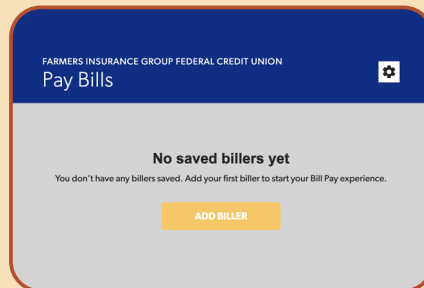 FARMERS INSURANCE GROUP FEDERAL CREDIT UNION
Pay Bills
No saved billers yet
You don't have any billers saved. Add your first biller to start your Bill Pay experience.
ADD BILLER